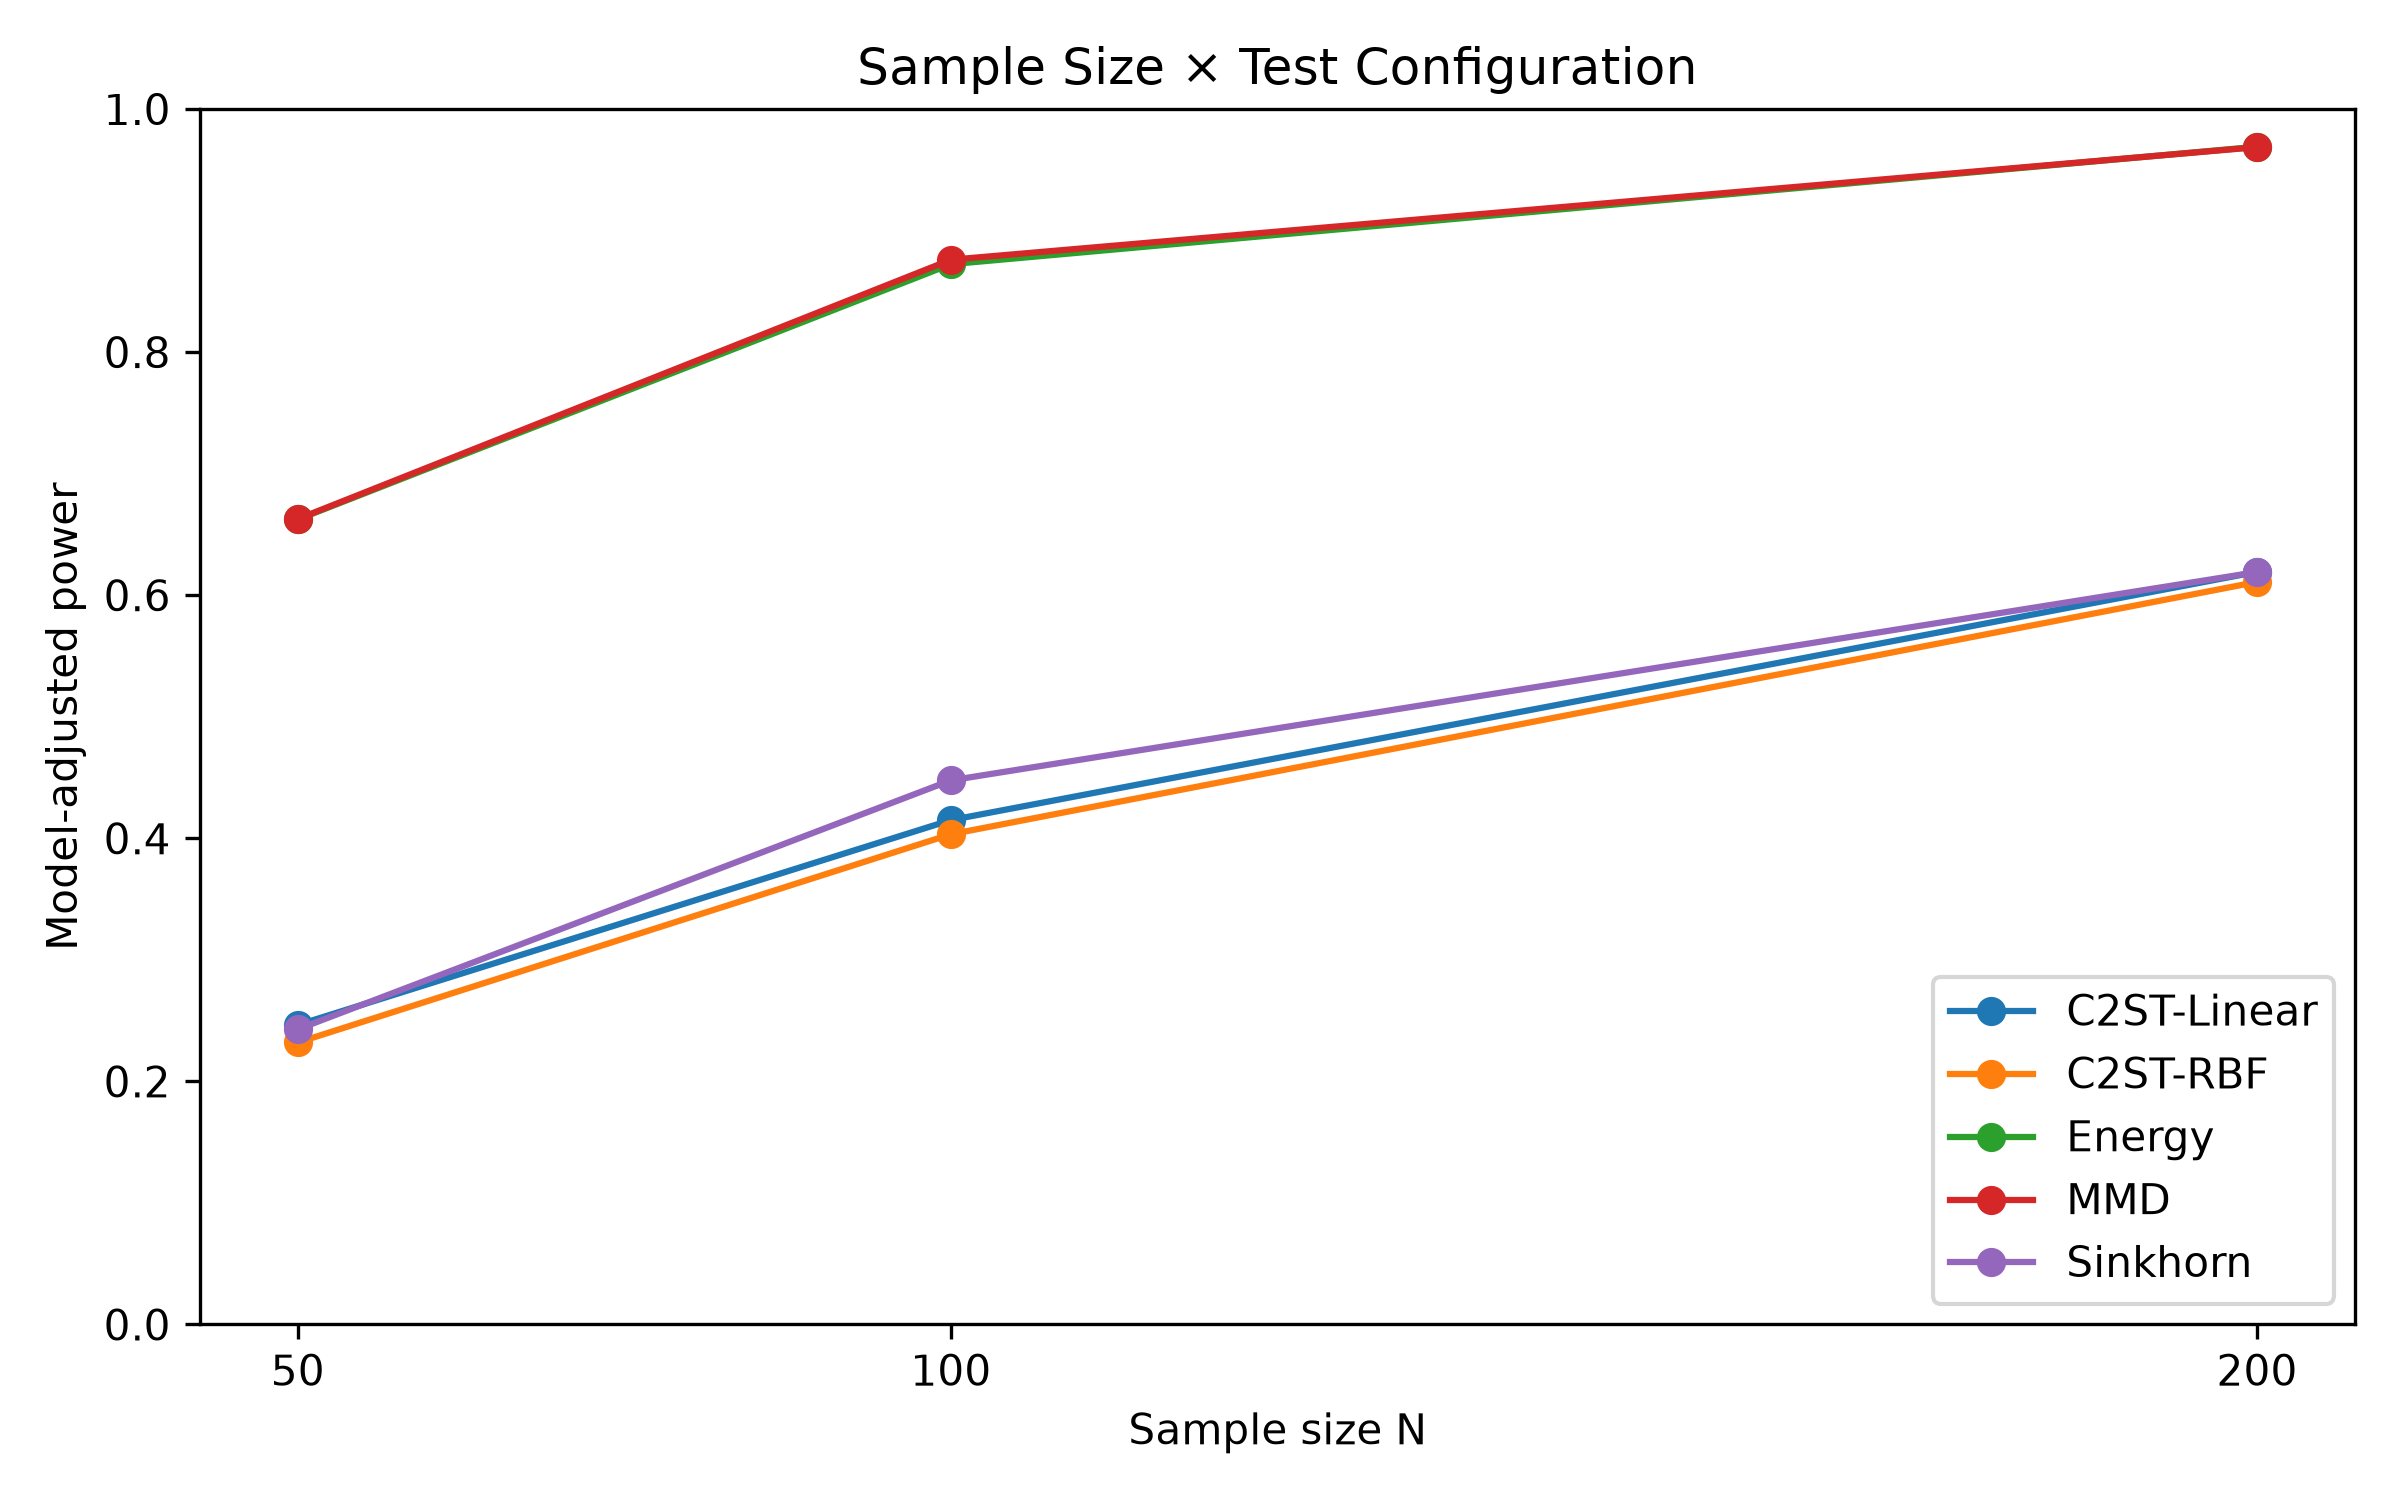 Sample Size × Test Configuration
Model-adjusted power
1.0
0.8
0.6
0.4
0.2
0.0
50
100
200
Sample size N
C2ST-Linear
C2ST-RBF
Energy
MMD
Sinkhorn